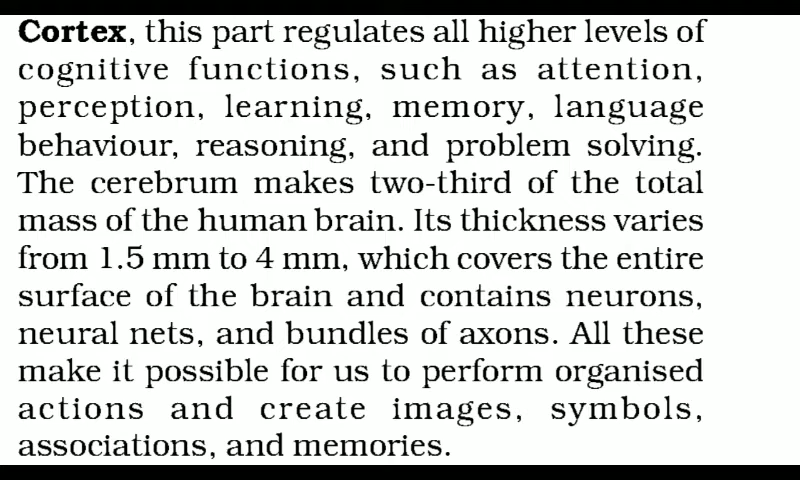 Cortex, this part regulates all higher levels of
cognitive functions, such as attention,
perception, learning, memory, language
behaviour, reasoning, and problem solving.
The cerebrum makes two-third of the total
mass of the human brain. Its thickness varies
from 1.5 mm to 4 mm, which covers the entire
surface of the brain and contains neurons,
neural nets, and bundles of axons. All these
make it possible for us to perform organised
actions and create images, symbols,
associations, and memories.